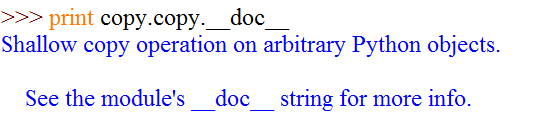 >>> print copy.copy.__doc__
Shallow copy operation on arbitrary Python objects.
See the module's __doc__ string for more info.